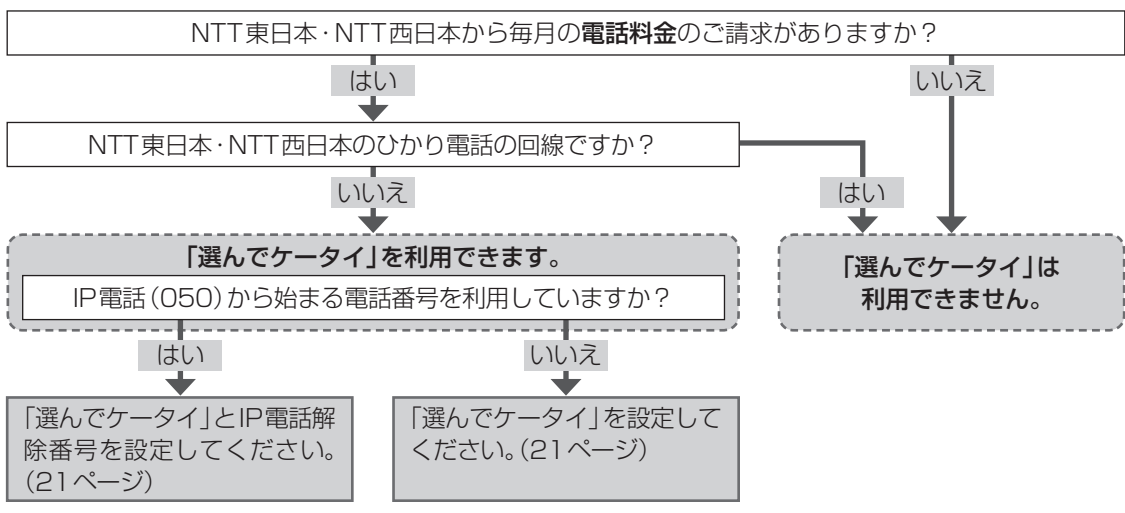 NTT東日本・NTT西日本から毎月の電話料金のご請求がありますか？
はい
いいえ
NTT東日本・NTT西日本のひかり電話の回線ですか？
いいえ
はい
「選んでケータイ」を利用できます。
IP電話（050）から始まる電話番号を利用していますか？
「選んでケータイ」は
利用できません。
はい
いいえ
「選んでケータイ」とIP電話解
除番号を設定してください。
（21ページ）
「選んでケータイ」を設定して
ください。（21ページ）